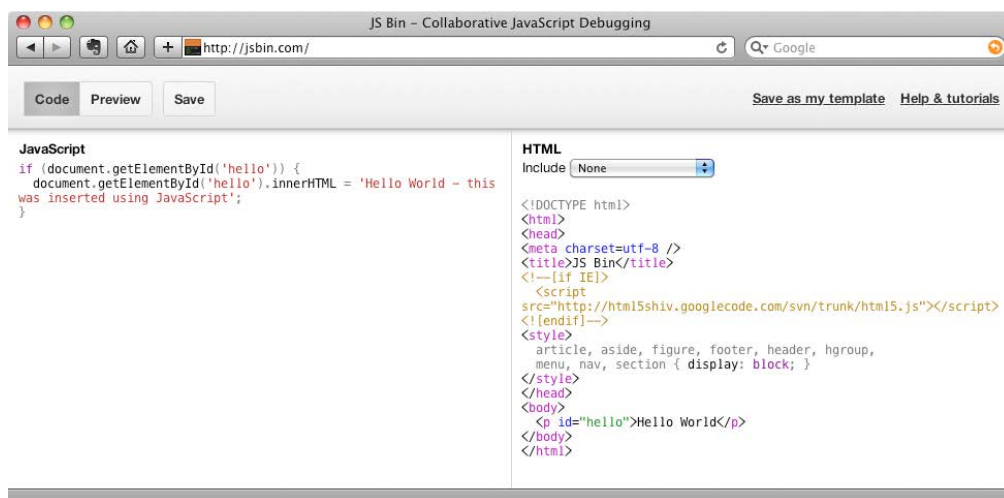 JS Bin – Collaborative JavaScript Debugging
http://jsbin.com/
Google
Code Preview Save
Save as my template Help & tutorials
JavaScript
if (document.getElementById('hello')) {
document.getElementById('hello').innerHTML = 'Hello World - this
was inserted using JavaScript';
}
HTML
Include None
<!DOCTYPE html>
<html>
<head>
<meta charset=utf-8 />
<title>JS Bin</title>
<!--[if IE]>
<script
src="http://html5shiv.googlecode.com/svn/trunk/html5.js"></script>
<![endif]-->
<style>
article, aside, figure, footer, header, hgroup,
menu, nav, section { display: block; }
</style>
</head>
<body>
<p id="hello">Hello World</p>
</body>
</html>